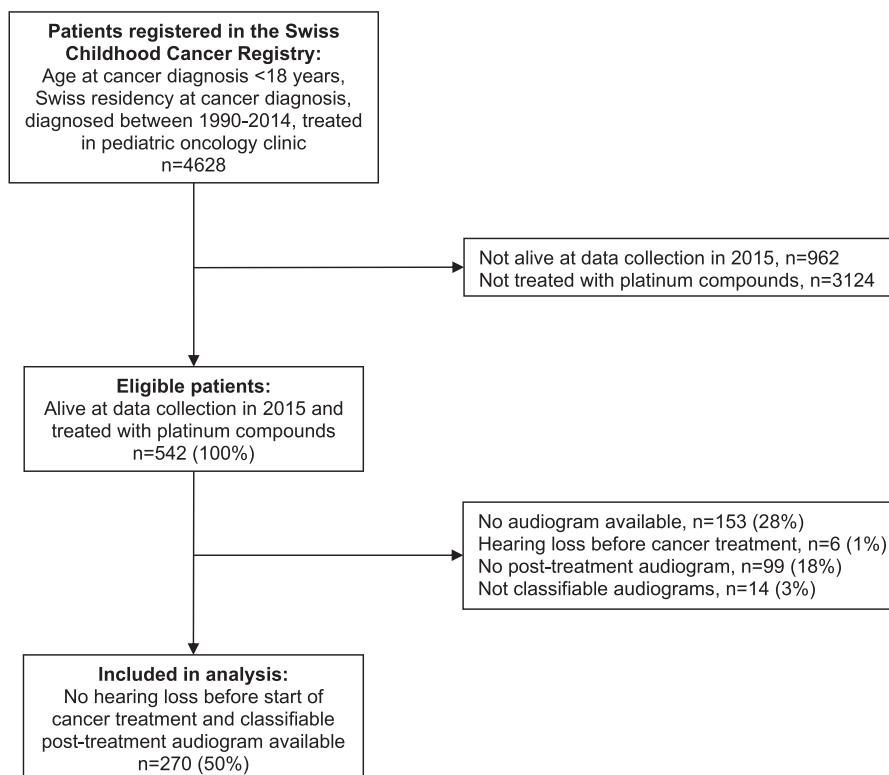 Patients registered in the Swiss
Childhood Cancer Registry:
Age at cancer diagnosis <18 years,
Swiss residency at cancer diagnosis,
diagnosed between 1990-2014, treated
in pediatric oncology clinic
n=4628
Not alive at data collection in 2015, n=962
Not treated with platinum compounds, n=3124
Eligible patients:
Alive at data collection in 2015 and
treated with platinum compounds
n=542 (100%)
No audiogram available, n=153 (28%)
Hearing loss before cancer treatment, n=6 (1%)
No post-treatment audiogram, n=99 (18%)
Not classifiable audiograms, n=14 (3%)
Included in analysis:
No hearing loss before start of
cancer treatment and classifiable
post-treatment audiogram available
n=270 (50%)